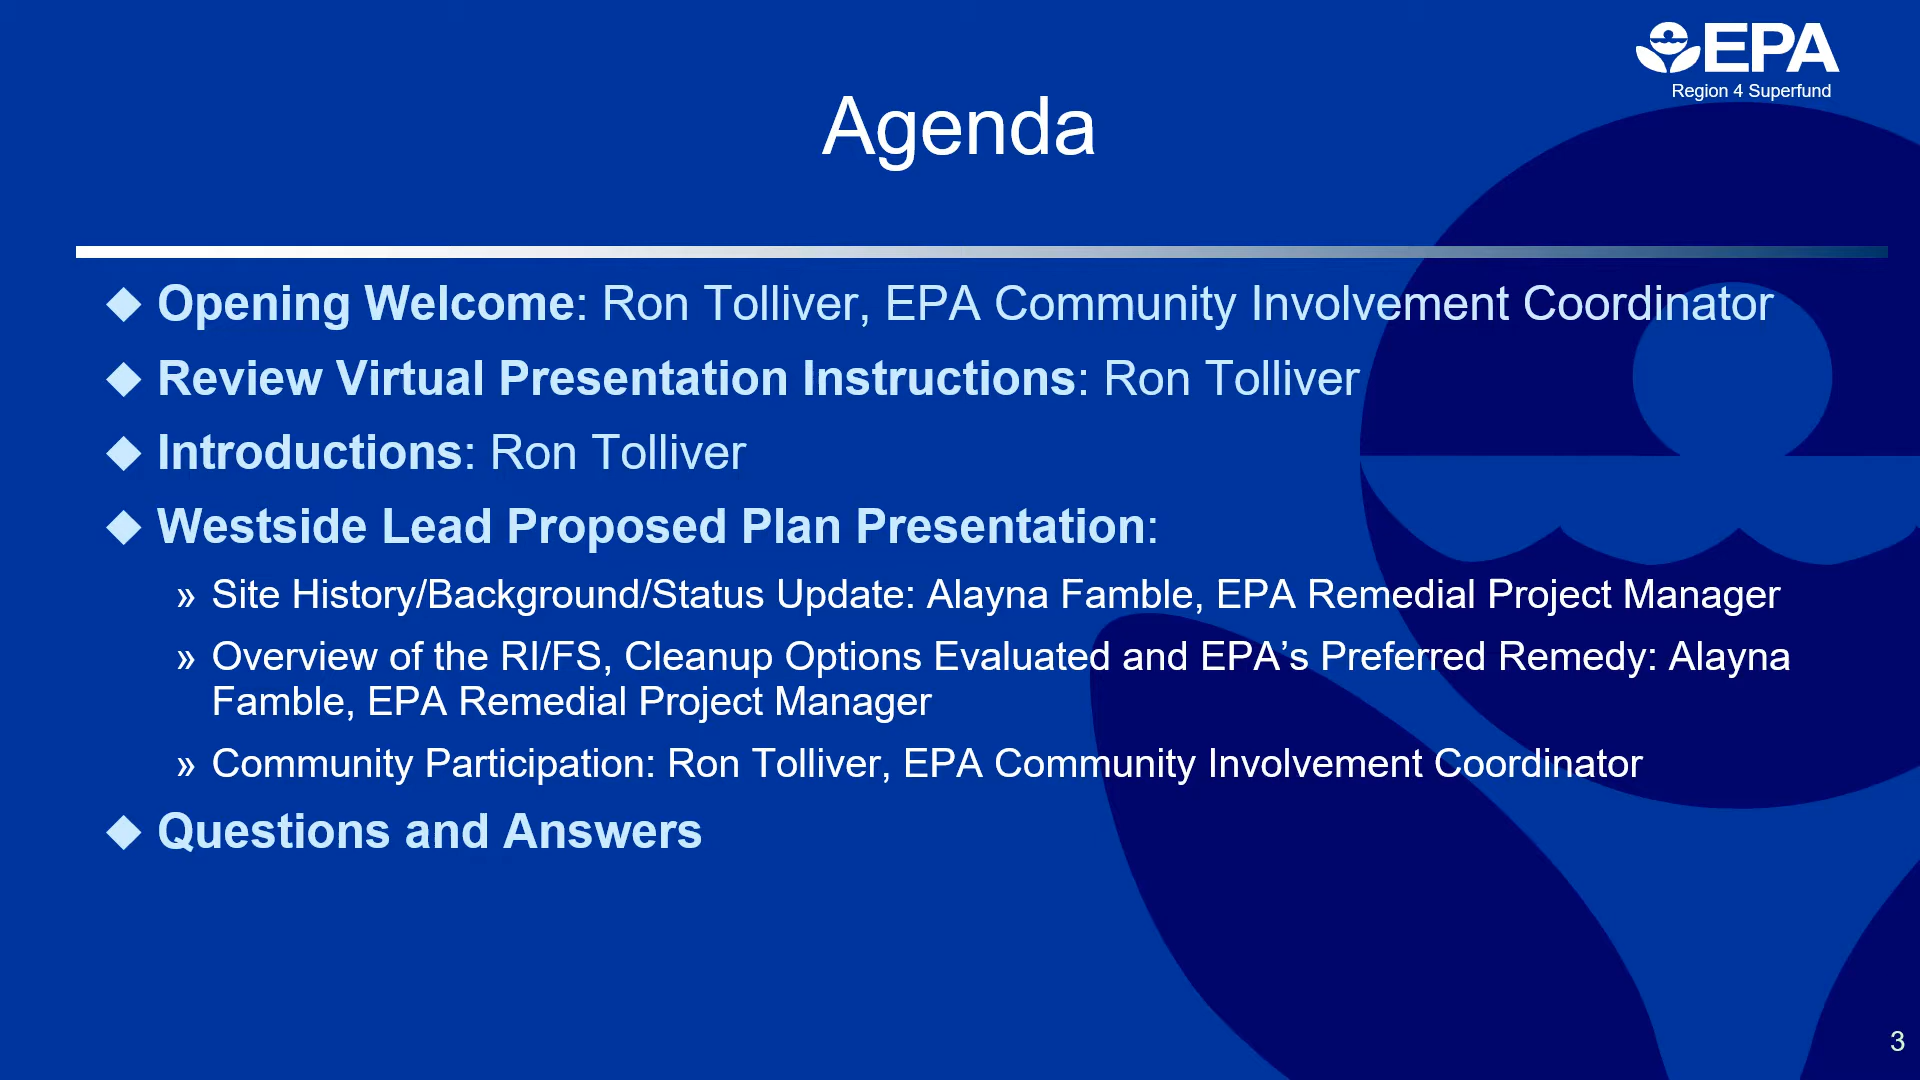 EPA
Region 4 Superfund
Agenda
◆ Opening Welcome: Ron Tolliver, EPA Community Involvement Coordinator
◆ Review Virtual Presentation Instructions: Ron Tolliver
◆ Introductions: Ron Tolliver
◆ Westside Lead Proposed Plan Presentation:
» Site History/Background/Status Update: Alayna Famble, EPA Remedial Project Manager
» Overview of the RI/FS, Cleanup Options Evaluated and EPA’s Preferred Remedy: Alayna
Famble, EPA Remedial Project Manager
» Community Participation: Ron Tolliver, EPA Community Involvement Coordinator
◆ Questions and Answers
3